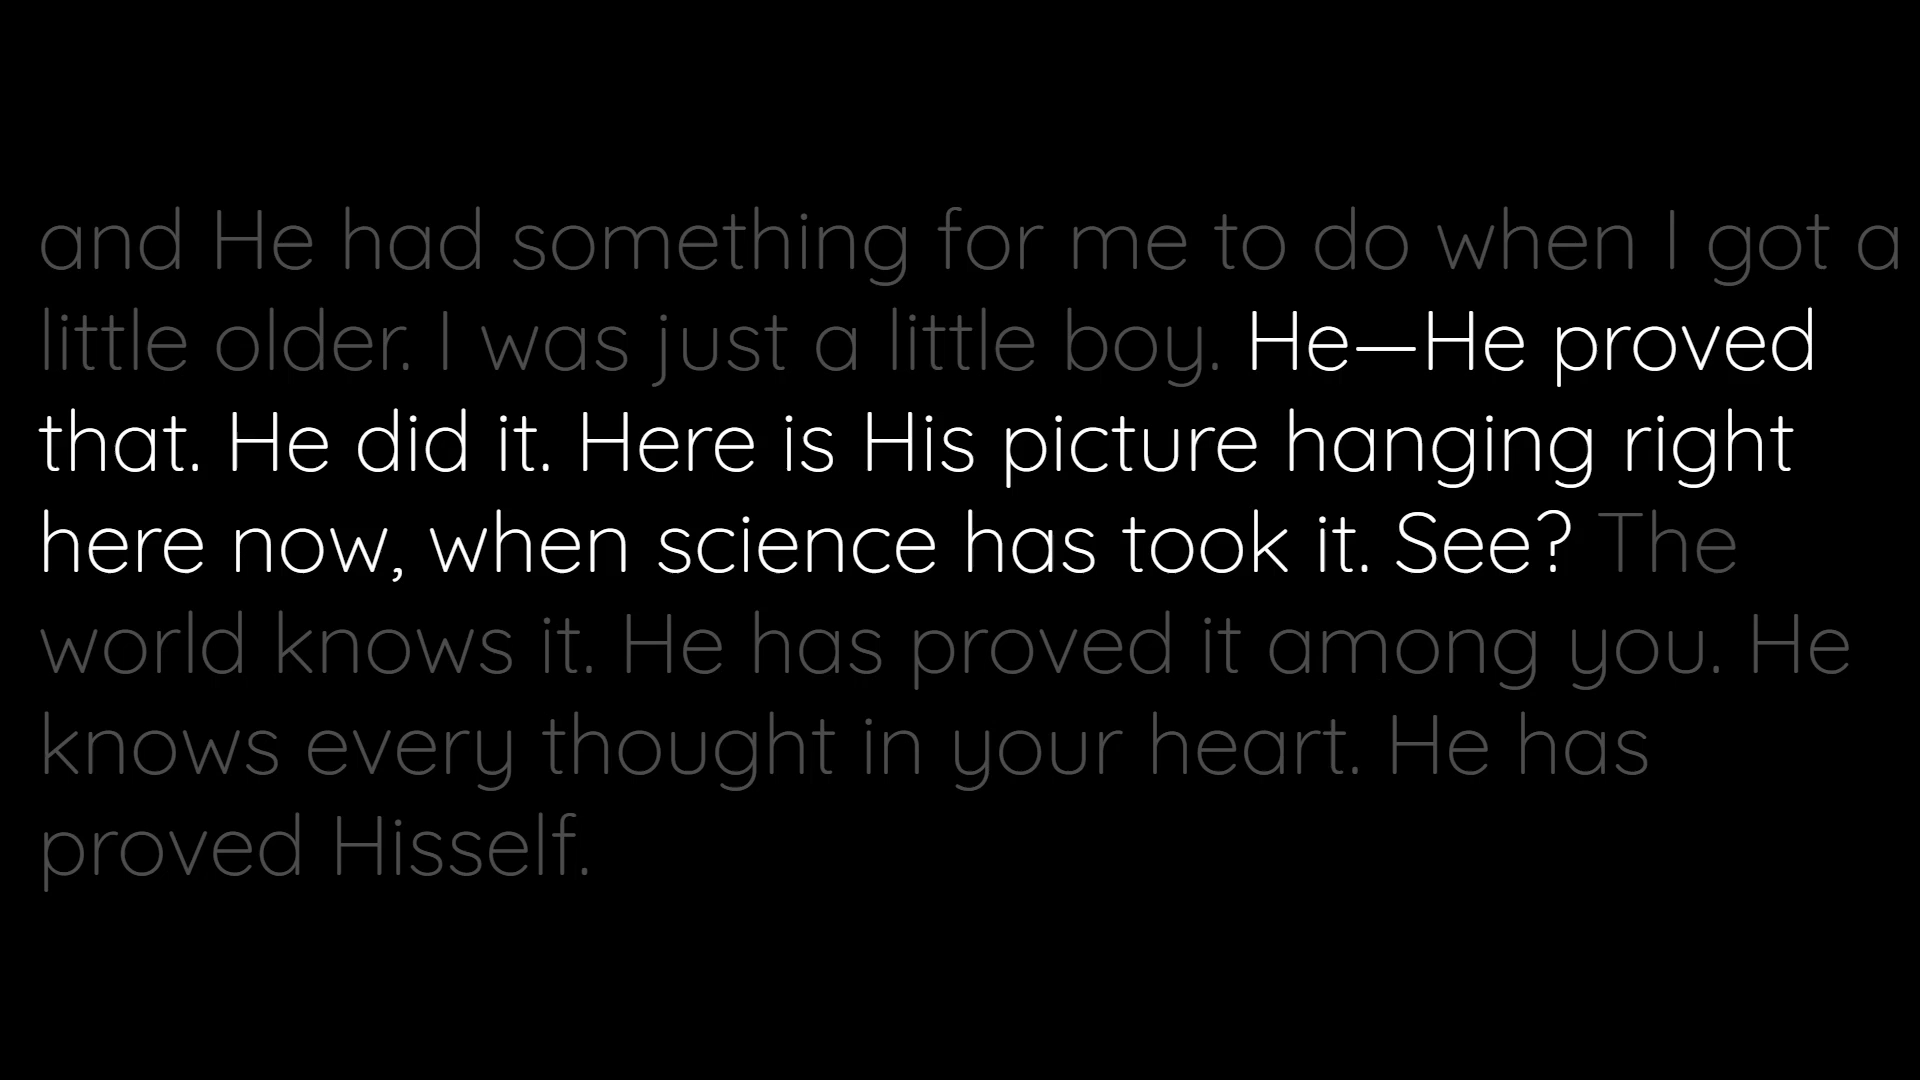 and He had something for me to do when I got a
little older. I was just a little boy. He—He proved
that. He did it. Here is His picture hanging right
here now, when science has took it. See? The
world knows it. He has proved it among you. He
knows every thought in your heart. He has
proved Hisself.